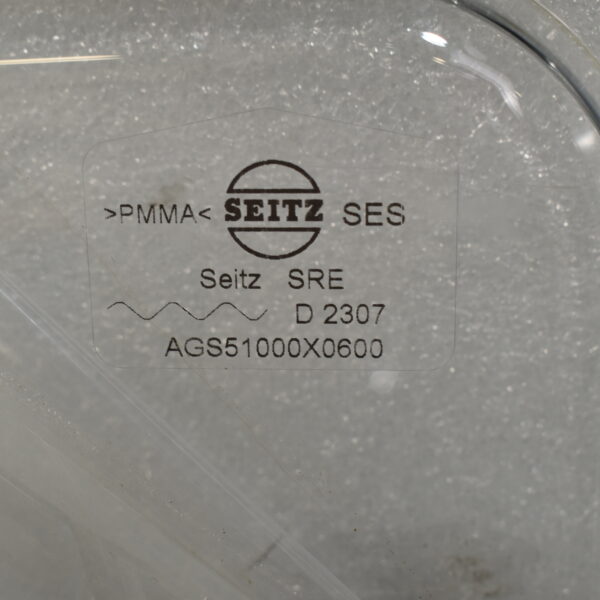 >PMMA< SEITZ SES
Seitz SRE
D 2307
AGS51000X0600